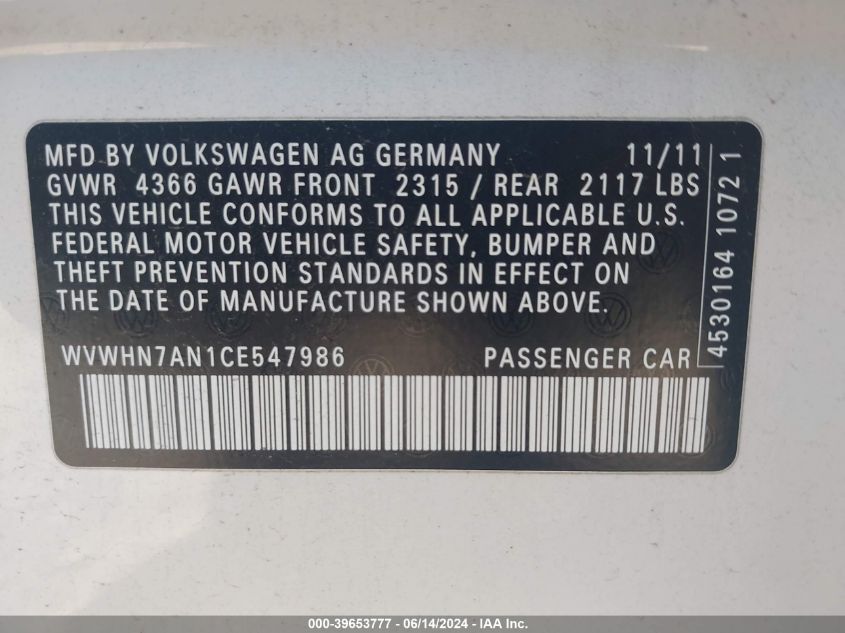 MFD BY VOLKSWAGEN AG GERMANY 11/11
GVWR 4366 GAWR FRONT 2315 / REAR 2117 LBS
THIS VEHICLE CONFORMS TO ALL APPLICABLE U.S.
FEDERAL MOTOR VEHICLE SAFETY, BUMPER AND
THEFT PREVENTION STANDARDS IN EFFECT ON
THE DATE OF MANUFACTURE SHOWN ABOVE.
WVWHN7AN1CE547986 PASSENGER CAR
4530164 10721
000-39653777 - 06/14/2024 - IAA Inc.